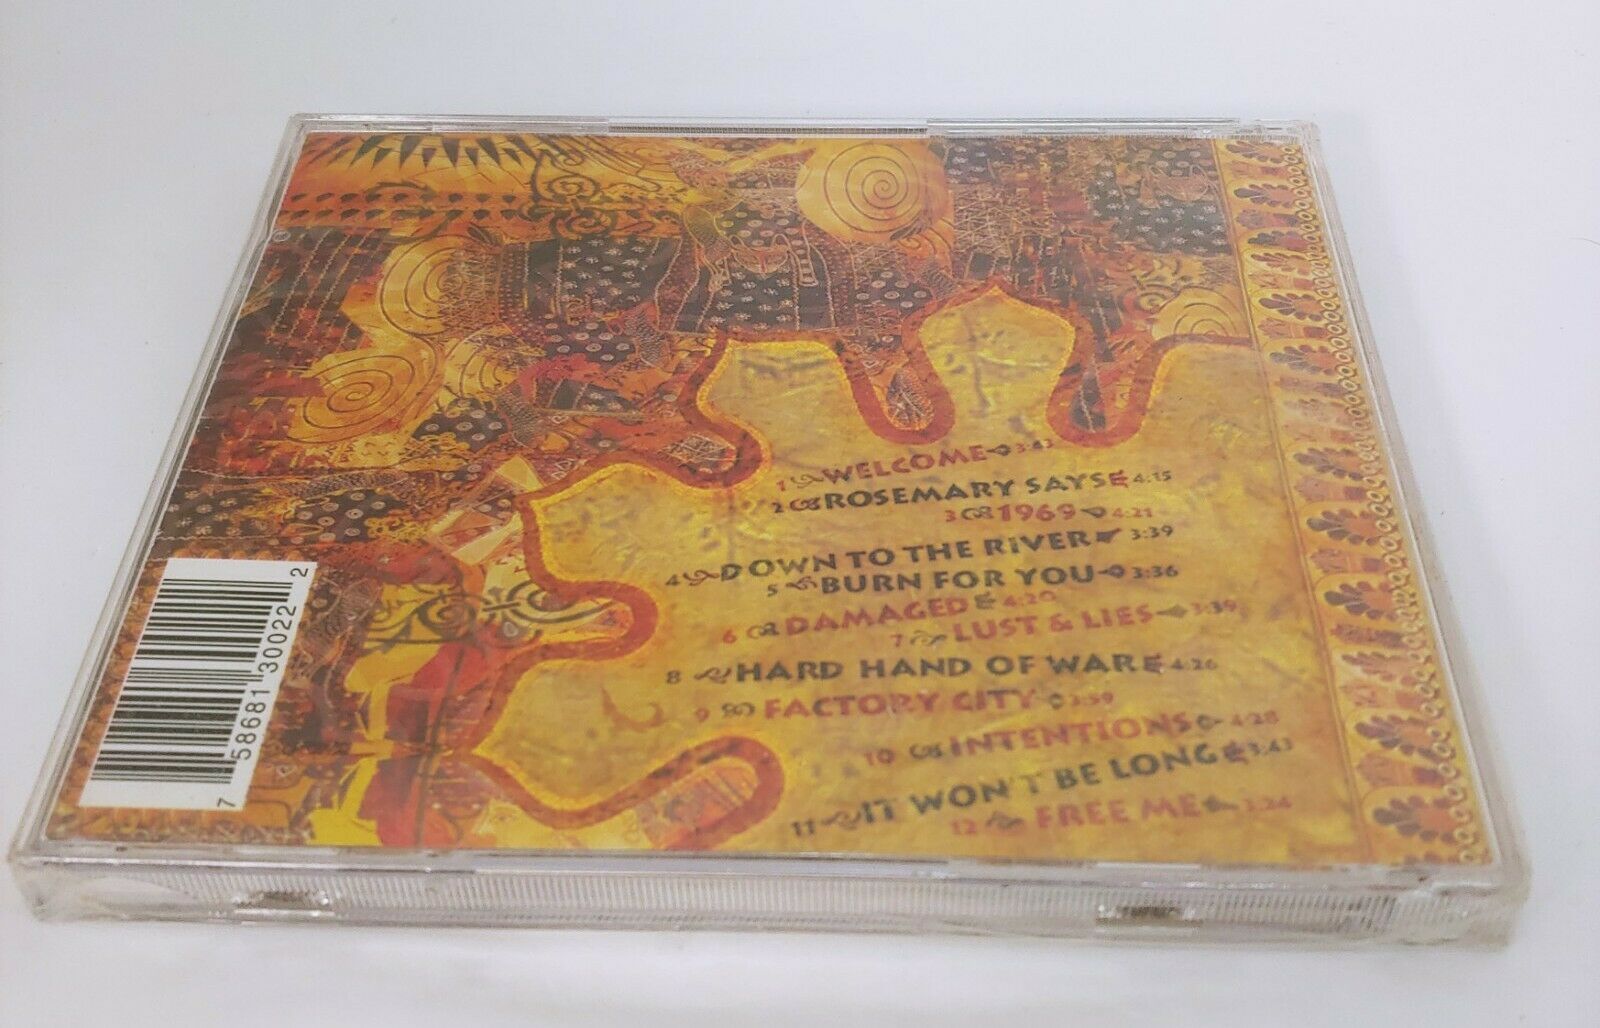 1 WELCOME 3:43
2 ROSEMARY SAYS 4:15
3 1969 4:21
4 DOWN TO THE RIVER 3:39
5 BURN FOR YOU 3:36
6 DAMAGED 4:20
7 LUST & LIES 3:39
8 HARD HAND OF WAR 4:26
9 FACTORY CITY 3:59
10 INTENTIONS 4:28
11 IT WON'T BE LONG 3:43
12 FREE ME 3:24
7 58681 30022 2